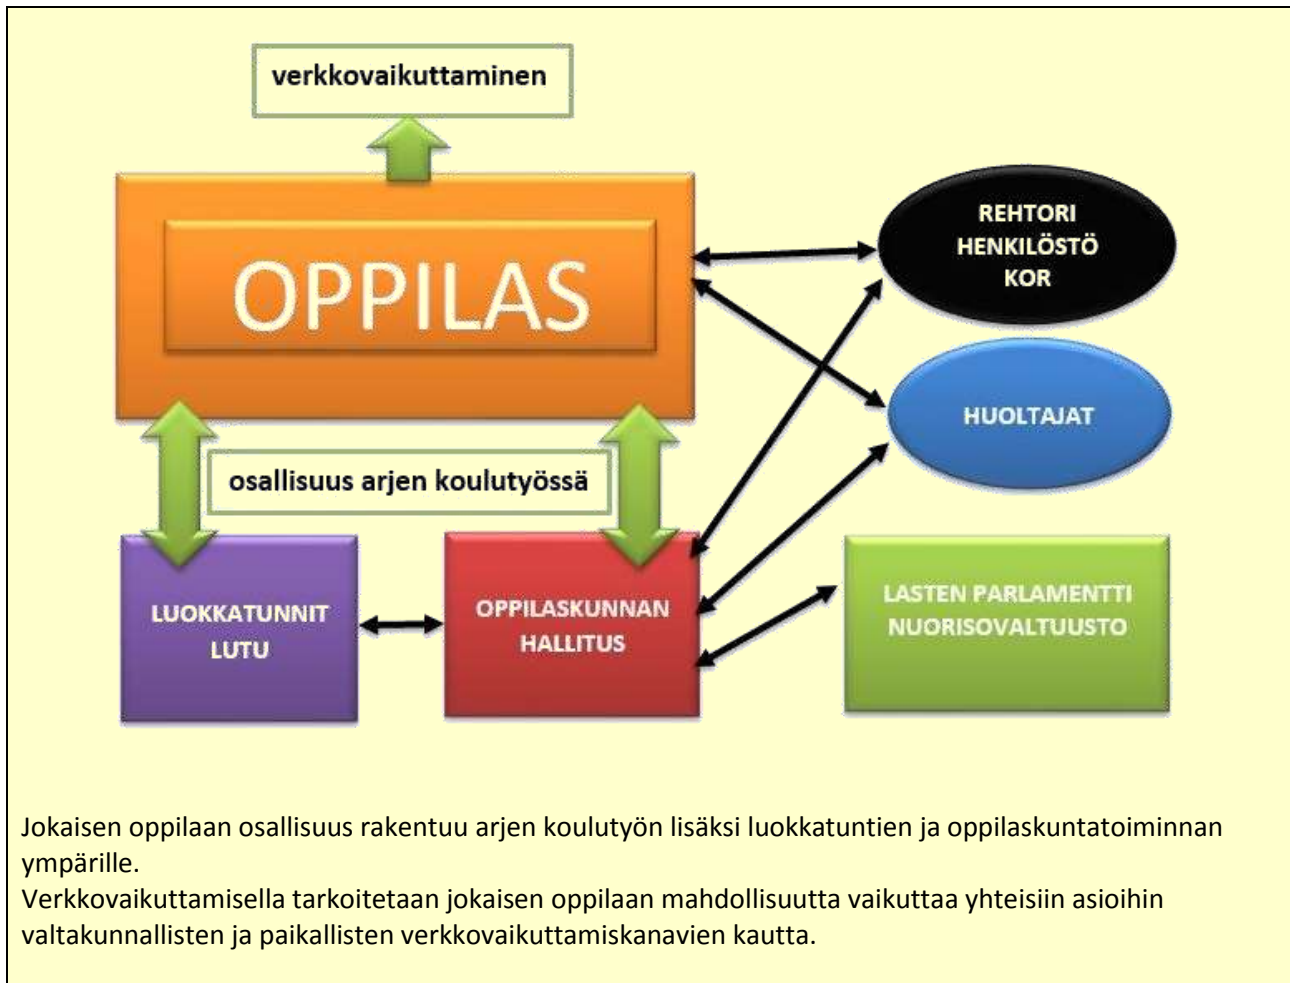 verkkovaikuttaminen
OPPILAS
REHTORI
HENKILÖSTÖ
KOR
HUOLTAJAT
osallisuus arjen koulutyössä
LUOKKATUNNIT
LUTU
OPPILASKUNNAN
HALLITUS
LASTEN PARLAMENTTI
NUORISOVALTUUSTO
Jokaisen oppilaan osallisuus rakentuu arjen koulutyön lisäksi luokkatuntien ja oppilaskuntatoiminnan
ympärille.
Verkkovaikuttamisella tarkoitetaan jokaisen oppilaan mahdollisuutta vaikuttaa yhteisiin asioihin
valtakunnallisten ja paikallisten verkkovaikuttamiskanavien kautta.